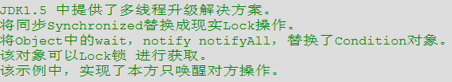 JDK1.5 中提供了多线程升级解决方案。
将同步Synchronized替换成现实Lock操作。
将Object中的wait，notify notifyAll，替换了Condition对象。
该对象可以Lock锁 进行获取。
该示例中，实现了本方只唤醒对方操作。